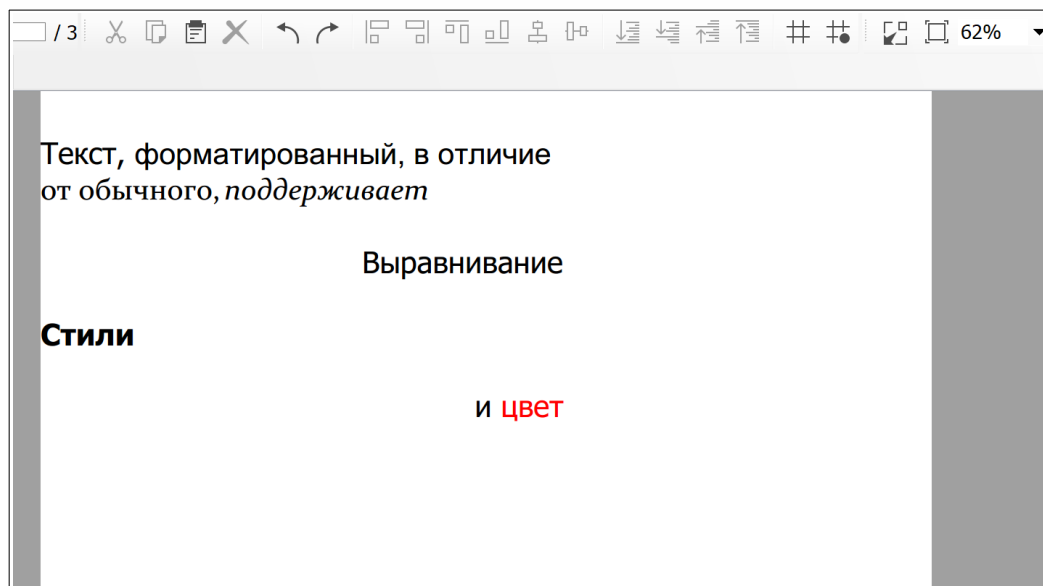 / 3
62%
Текст, форматированный, в отличие
от обычного, поддерживает
Выравнивание
Стили
и цвет